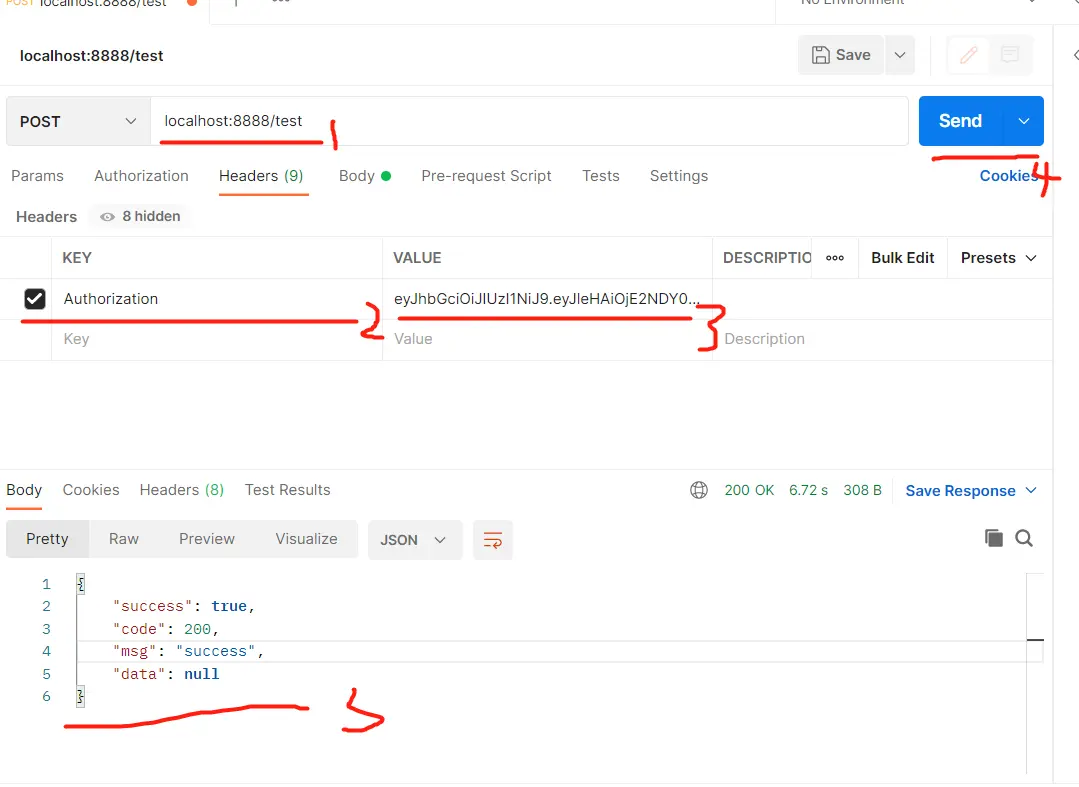 POST localhost:8888/test
No Environment
localhost:8888/test
Save
POST
localhost:8888/test
1
Send
4
Params Authorization Headers (9) Body Pre-request Script Tests Settings Cookies
Headers 8 hidden
KEY VALUE DESCRIPTIO Bulk Edit Presets
Authorization eyJhbGciOiJIUzI1NiJ9.eyJleHAiOjE2NDY0...
2
3
Key Value Description
Body Cookies Headers (8) Test Results 200 OK 6.72 s 308 B Save Response
Pretty Raw Preview Visualize JSON
1 {
2 "success": true,
3 "code": 200,
4 "msg": "success",
5 "data": null
6 }
5